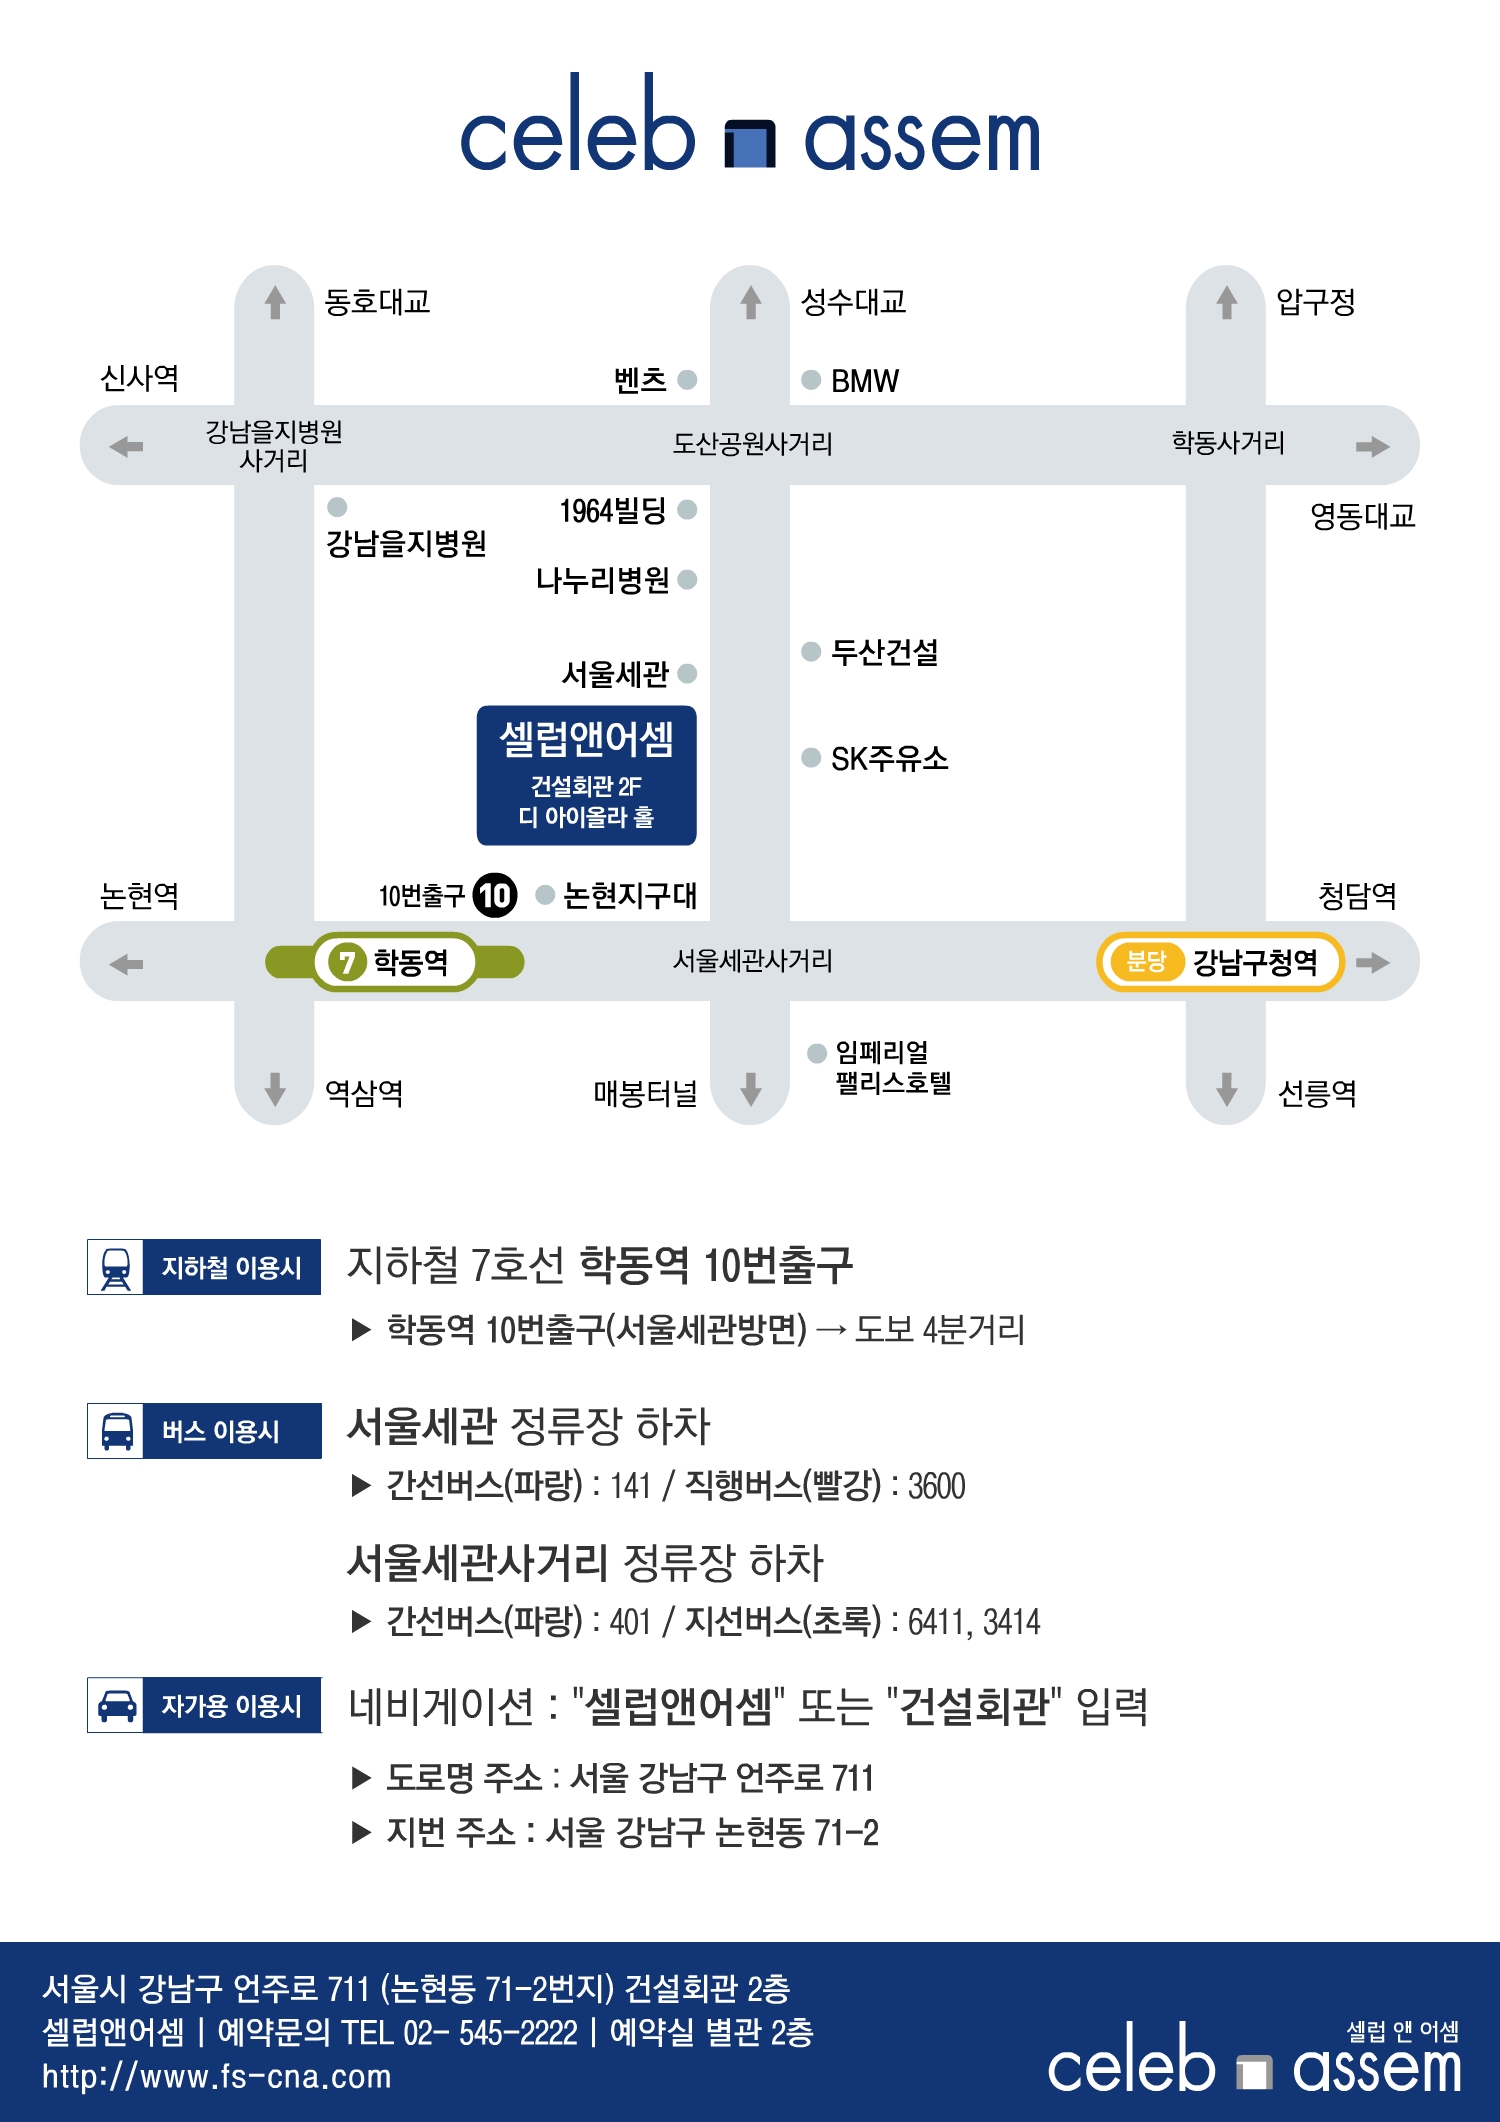 celeb n assem
동호대교
성수대교
압구정
신사역
벤츠
BMW
강남을지병원
사거리
도산공원사거리
학동사거리
1964빌딩
영동대교
강남을지병원
나누리병원
두산건설
서울세관
셀럽앤어셈
건설회관 2F
디 아이올라 홀
SK주유소
논현역
10번출구 10
논현지구대
청담역
7 학동역
서울세관사거리
분당 강남구청역
임페리얼
팰리스호텔
역삼역
매봉터널
선릉역
지하철 이용시
지하철 7호선 학동역 10번출구
▶ 학동역 10번출구(서울세관방면) → 도보 4분거리
버스 이용시
서울세관 정류장 하차
▶ 간선버스(파랑) : 141 / 직행버스(빨강) : 3600
서울세관사거리 정류장 하차
▶ 간선버스(파랑) : 401 / 지선버스(초록) : 6411, 3414
자가용 이용시
네비게이션 : "셀럽앤어셈" 또는 "건설회관" 입력
▶ 도로명 주소 : 서울 강남구 언주로 711
▶ 지번 주소 : 서울 강남구 논현동 71-2
서울시 강남구 언주로 711 (논현동 71-2번지) 건설회관 2층
셀럽앤어셈 | 예약문의 TEL 02- 545-2222 | 예약실 별관 2층
http://www.fs-cna.com
셀럽 앤 어셈
celeb n assem